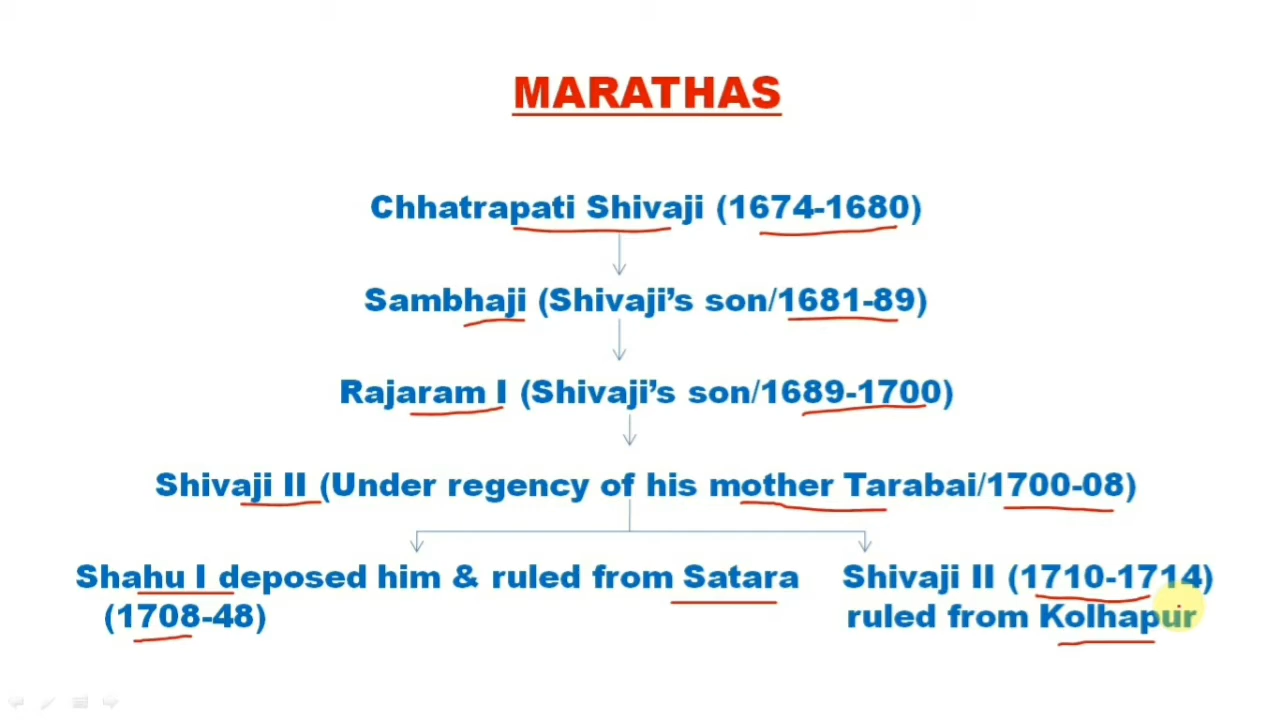 MARATHAS
Chhatrapati Shivaji (1674-1680)
Sambhaji (Shivaji’s son/1681-89)
Rajaram I (Shivaji’s son/1689-1700)
Shivaji II (Under regency of his mother Tarabai/1700-08)
Shahu I deposed him & ruled from Satara
(1708-48)
Shivaji II (1710-1714)
ruled from Kolhapur